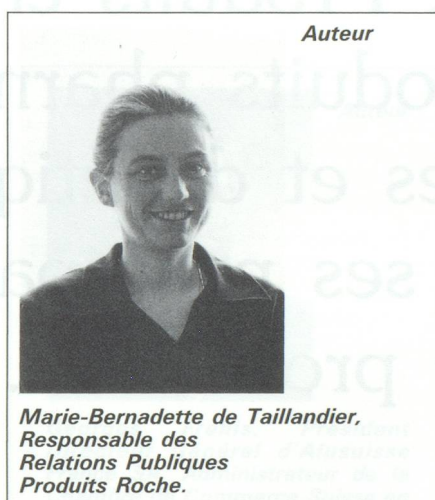 Auteur
Marie-Bernadette de Taillandier,
Responsable des
Relations Publiques
Produits Roche.